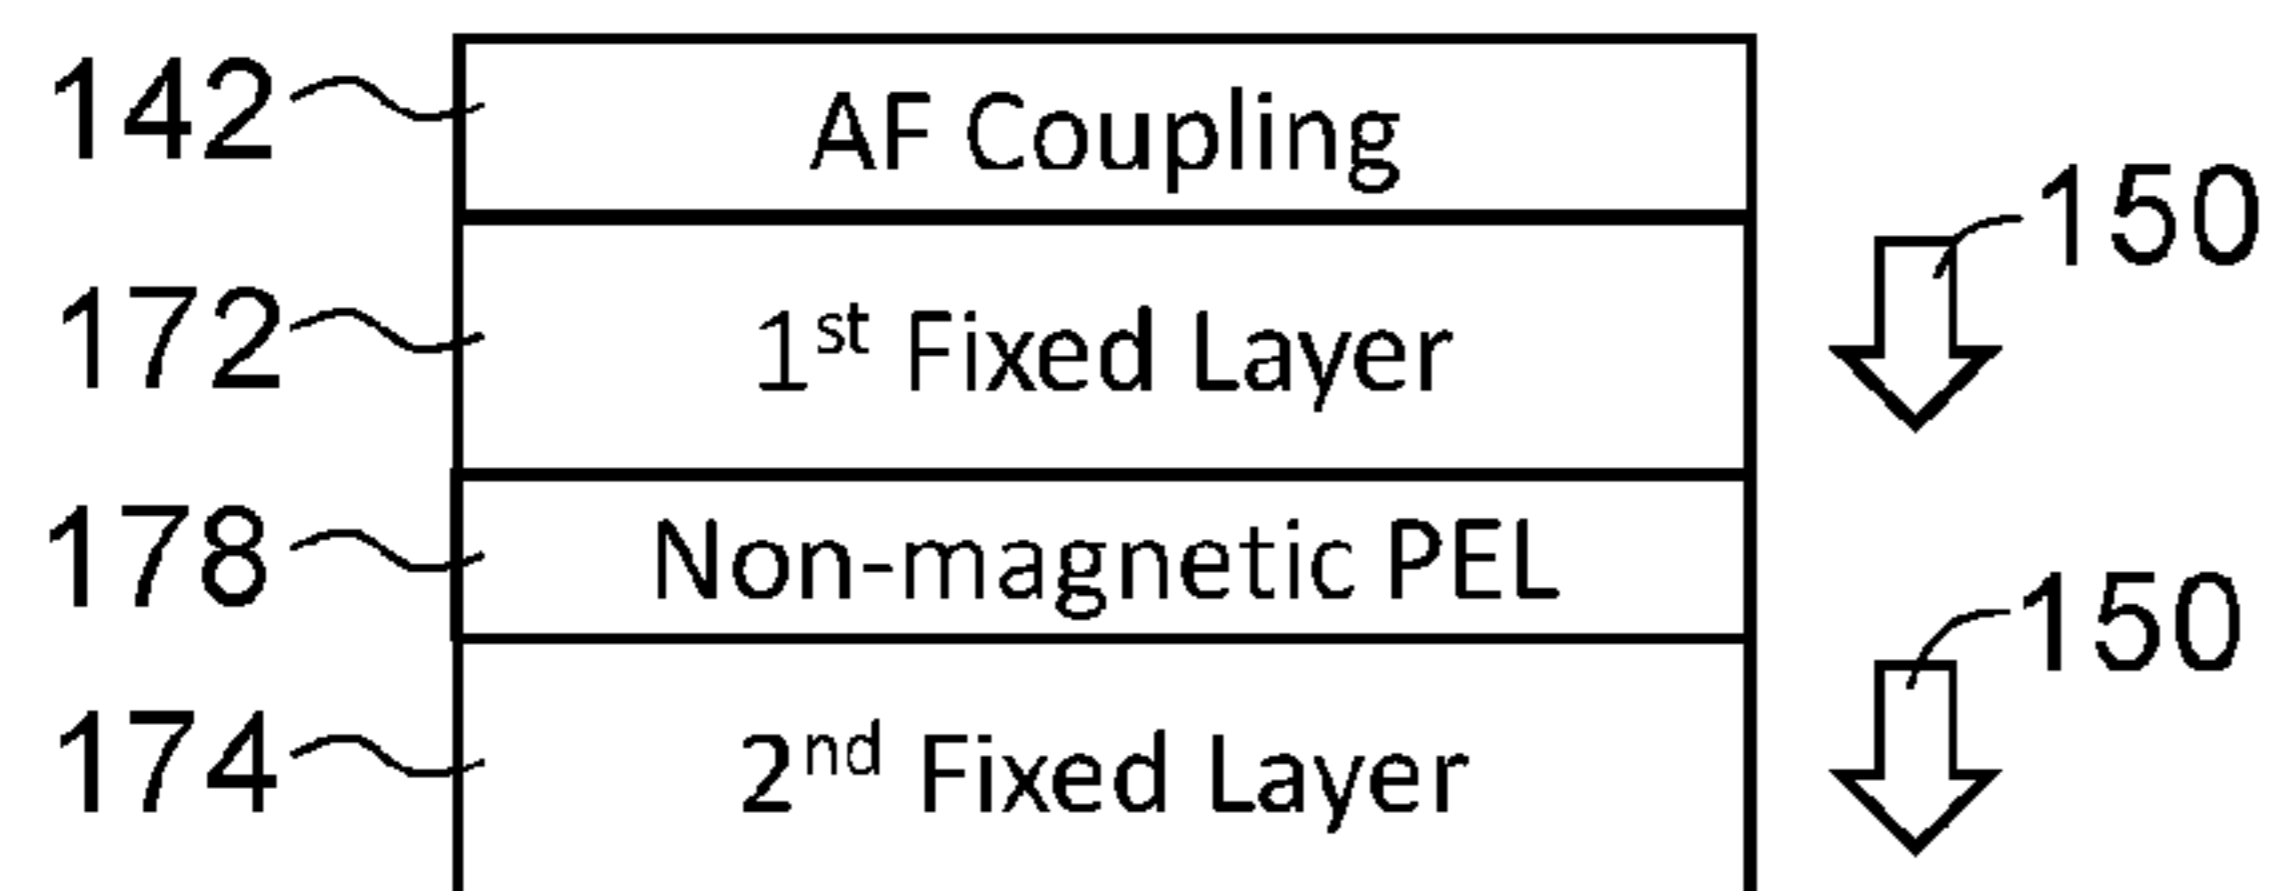 142 AF Coupling
150
172 1st Fixed Layer
178 Non-magnetic PEL
150
174 2nd Fixed Layer